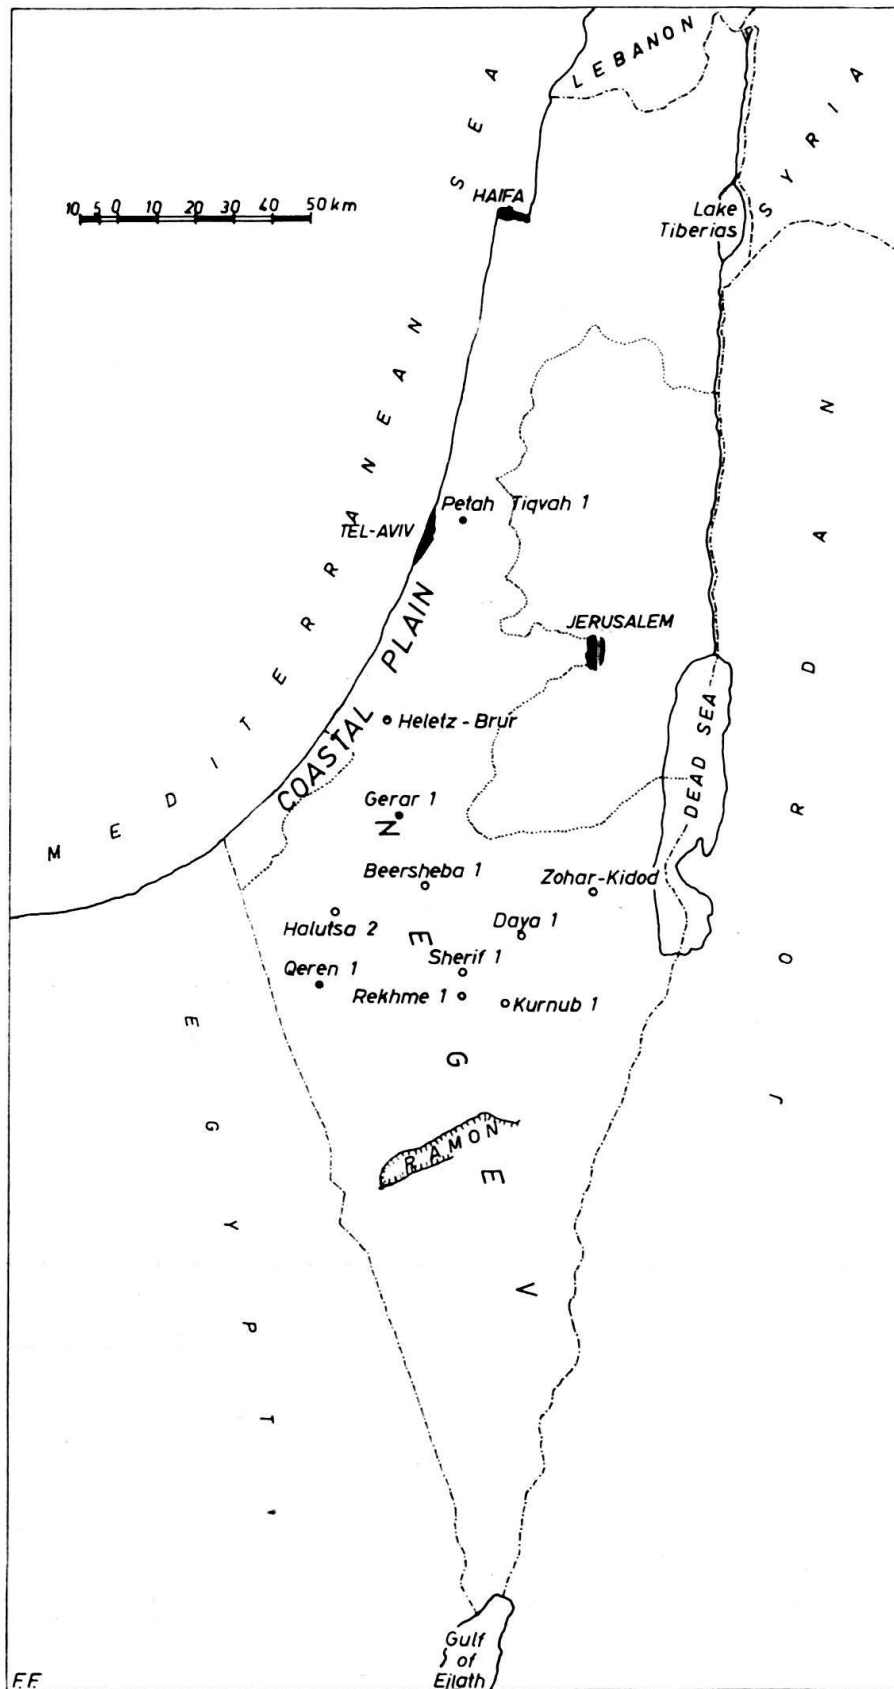 LEBANON
SYRIA
MEDITERRANEAN SEA
HAIFA
Lake
Tiberias
10 5 0 10 20 30 40 50 km
JORDAN
Petah Tiqvah 1
TEL-AVIV
COASTAL PLAIN
JERUSALEM
Heletz - Brur
DEAD SEA
Gerar 1
NEGEV
Beersheba 1
Zohar-Kidod
Halutsa 2
Daya 1
Sherif 1
Qeren 1
Rekhme 1
Kurnub 1
EGYPT
RAMON
Gulf
of
Eilath
F.F.